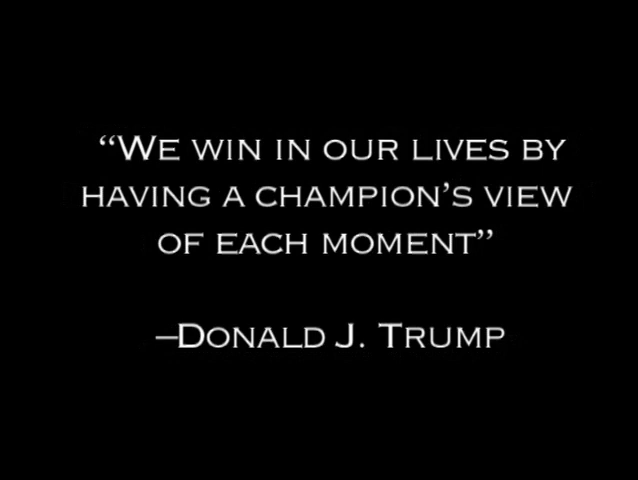 “We win in our lives by
having a champion’s view
of each moment”
–Donald J. Trump